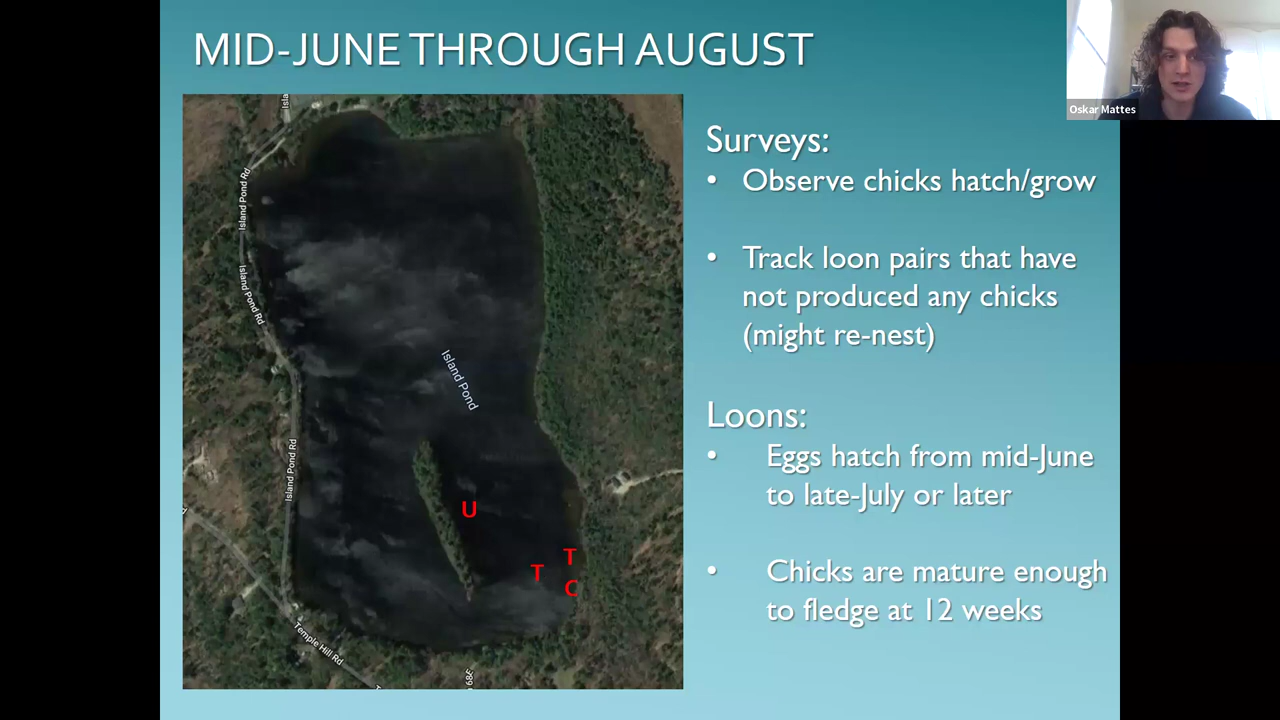 MID-JUNE THROUGH AUGUST
Oskar Mattes
Isla
Island Pond Rd
Island Pond Rd
Island Pond Rd
Island Pond
U
T
T
C
Temple Hill Rd
n 68E
Surveys:
• Observe chicks hatch/grow
• Track loon pairs that have
not produced any chicks
(might re-nest)
Loons:
• Eggs hatch from mid-June
to late-July or later
• Chicks are mature enough
to fledge at 12 weeks